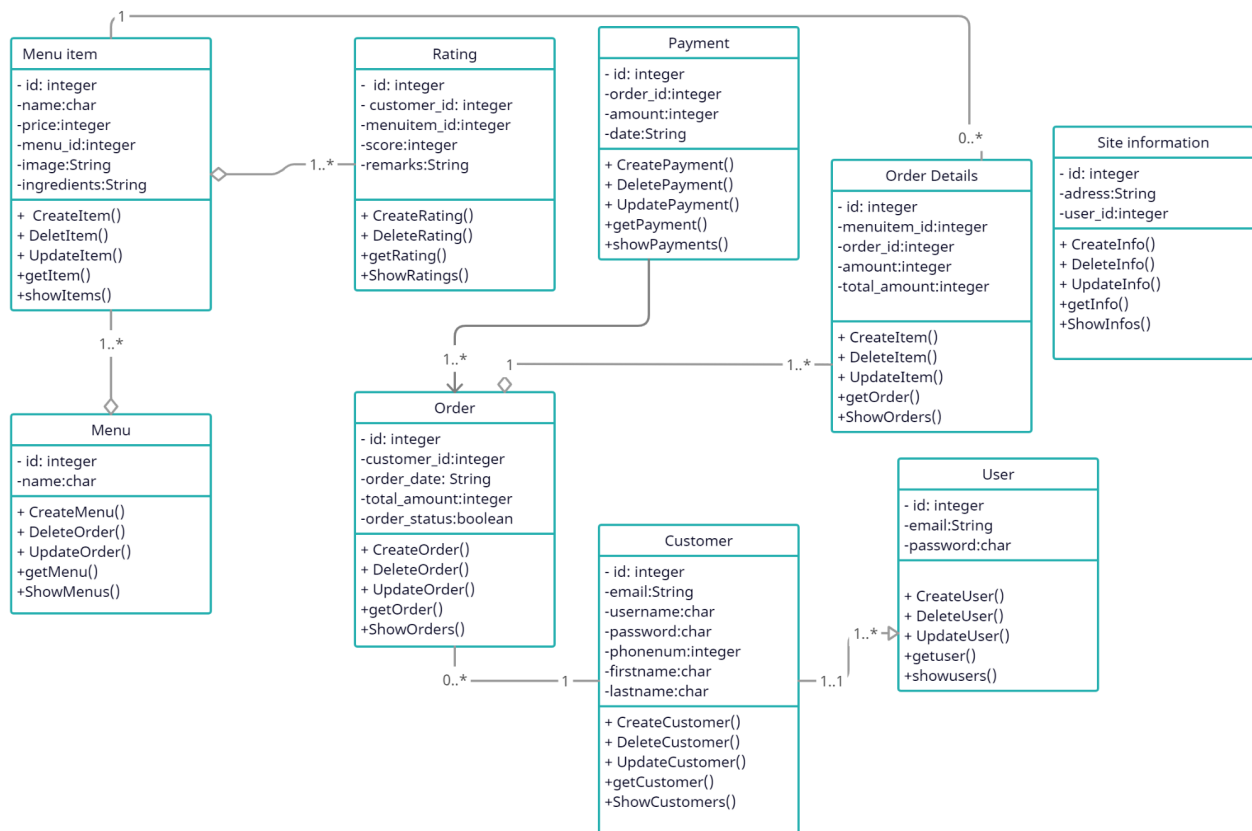 1
Menu item
- id: integer
-name:char
-price:integer
-menu_id:integer
-image:String
-ingredients:String
+  CreateItem()
+ DeletItem()
+ UpdateItem()
+getItem()
+showItems()
1..*
Rating
-  id: integer
- customer_id: integer
-menuitem_id:integer
-score:integer
-remarks:String
+ CreateRating()
+ DeleteRating()
+getRating()
+ShowRatings()
Payment
- id: integer
-order_id:integer
-amount:integer
-date:String
+ CreatePayment()
+ DeletePayment()
+ UpdatePayment()
+getPayment()
+showPayments()
0..*
Order Details
- id: integer
-menuitem_id:integer
-order_id:integer
-amount:integer
-total_amount:integer
+ CreateItem()
+ DeleteItem()
+ UpdateItem()
+getOrder()
+ShowOrders()
Site information
- id: integer
-adress:String
-user_id:integer
+ CreateInfo()
+ DeleteInfo()
+ UpdateInfo()
+getInfo()
+ShowInfos()
1..*
1..*
1
1..*
Menu
- id: integer
-name:char
+ CreateMenu()
+ DeleteOrder()
+ UpdateOrder()
+getMenu()
+ShowMenus()
Order
- id: integer
-customer_id:integer
-order_date: String
-total_amount:integer
-order_status:boolean
+ CreateOrder()
+ DeleteOrder()
+ UpdateOrder()
+getOrder()
+ShowOrders()
0..*
1
Customer
- id: integer
-email:String
-username:char
-password:char
-phonenum:integer
-firstname:char
-lastname:char
+ CreateCustomer()
+ DeleteCustomer()
+ UpdateCustomer()
+getCustomer()
+ShowCustomers()
1..1
1..*
User
- id: integer
-email:String
-password:char
+ CreateUser()
+ DeleteUser()
+ UpdateUser()
+getuser()
+showusers()